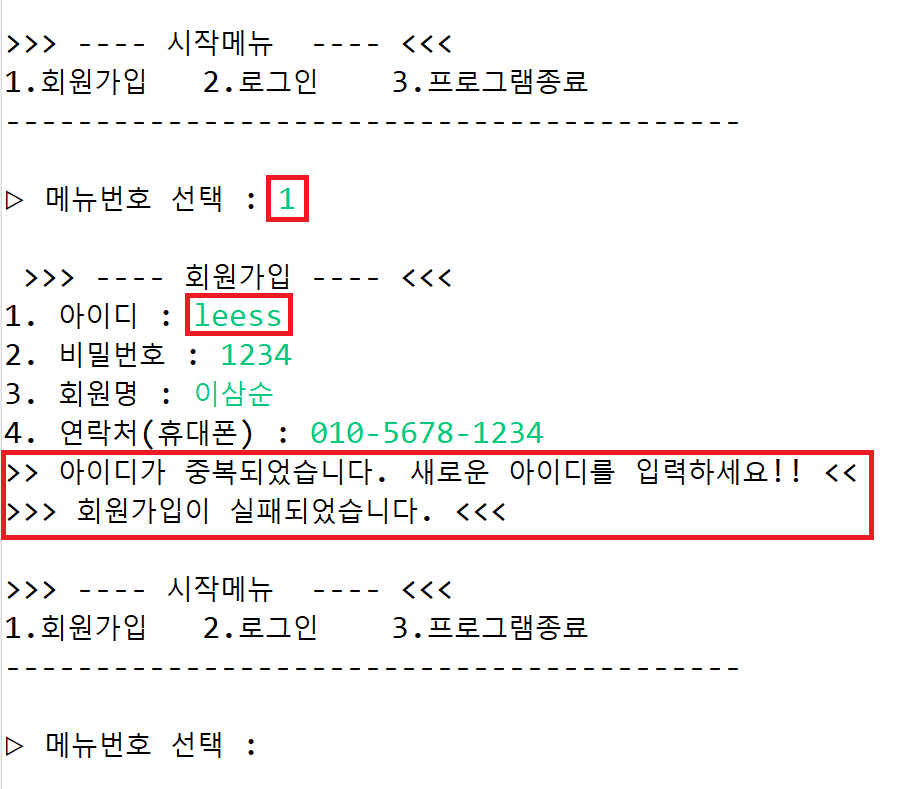 >>> ---- 시작메뉴  ---- <<<
1.회원가입   2.로그인    3.프로그램종료
-----------------------------------------
▷ 메뉴번호 선택 : 1
 >>> ---- 회원가입 ---- <<<
1. 아이디 : leess
2. 비밀번호 : 1234
3. 회원명 : 이삼순
4. 연락처(휴대폰) : 010-5678-1234
>> 아이디가 중복되었습니다. 새로운 아이디를 입력하세요!! <<
>>> 회원가입이 실패되었습니다. <<<
>>> ---- 시작메뉴  ---- <<<
1.회원가입   2.로그인    3.프로그램종료
-----------------------------------------
▷ 메뉴번호 선택 :